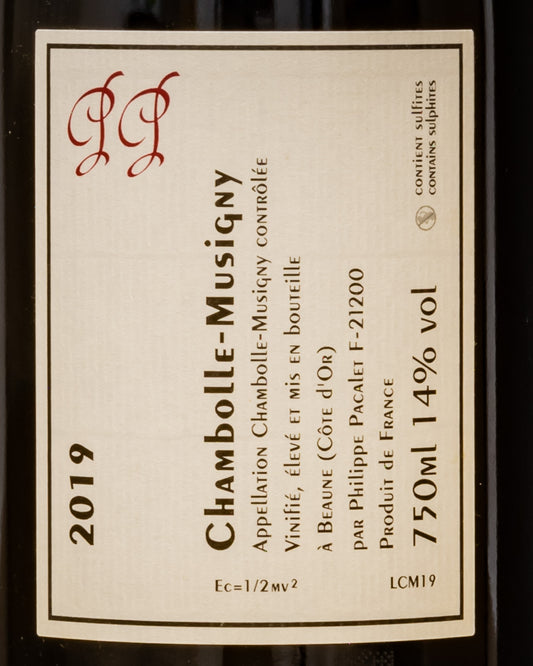 2019
PP
Chambolle-Musigny
Appellation Chambolle-Musigny contrôlée
Vinifié, élevé et mis en bouteille
à Beaune (Côte d'Or)
par Philippe Pacalet F-21200
Produit de France
750ml 14% vol
contient sulfites
contains sulphites
Ec=1/2mv²
LCM19